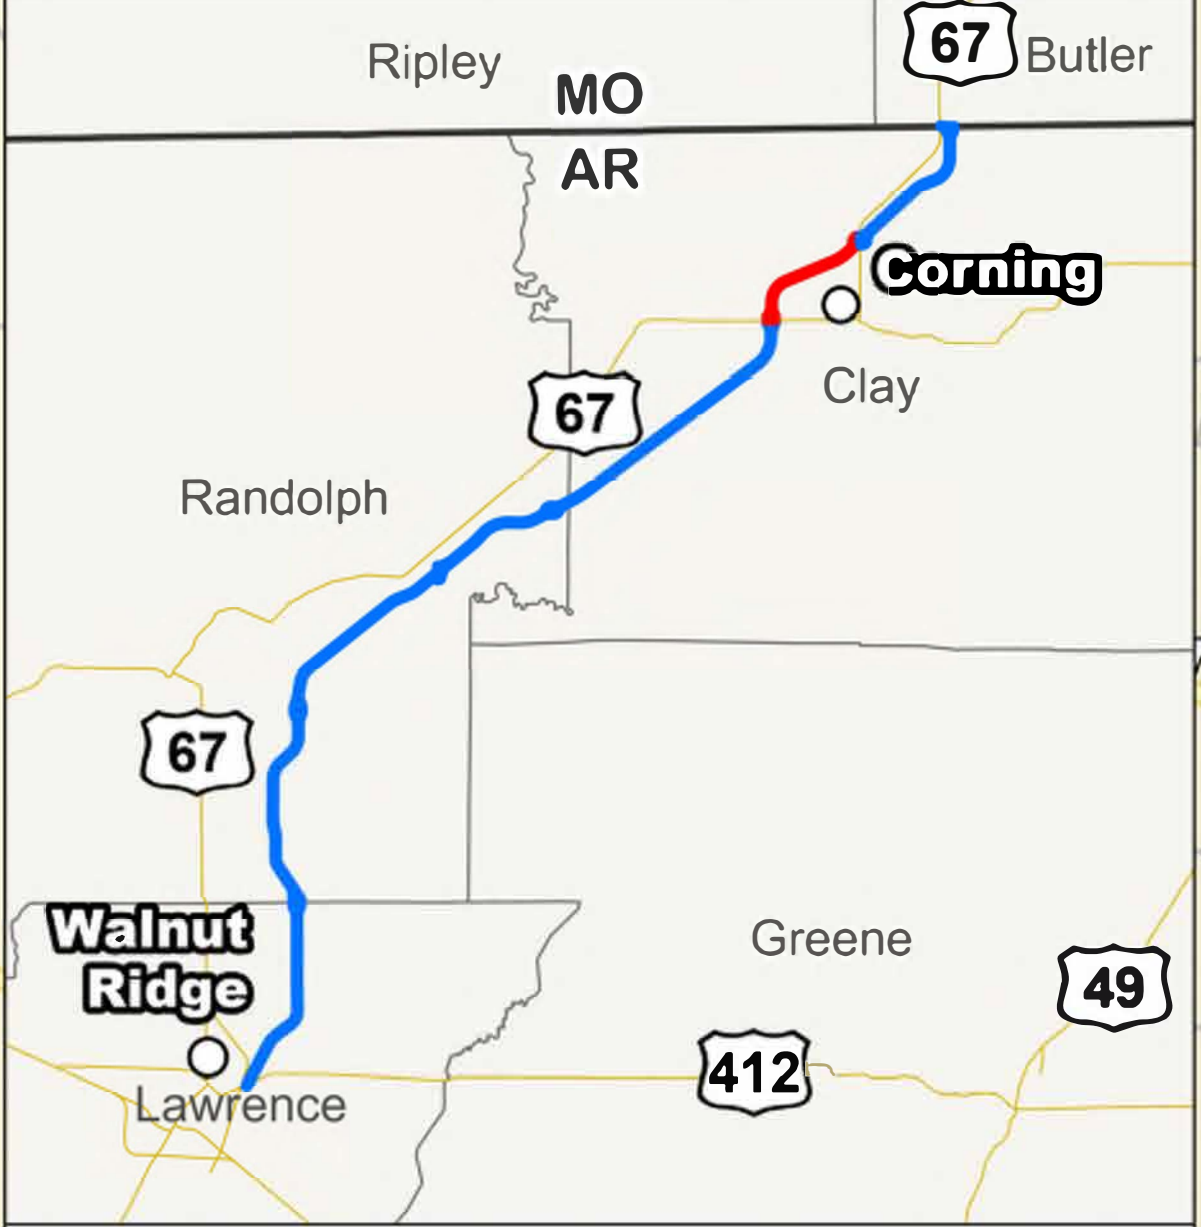 67
Ripley
Butler
MO
AR
Corning
Clay
67
Randolph
67
Walnut
Ridge
Greene
49
412
Lawrence